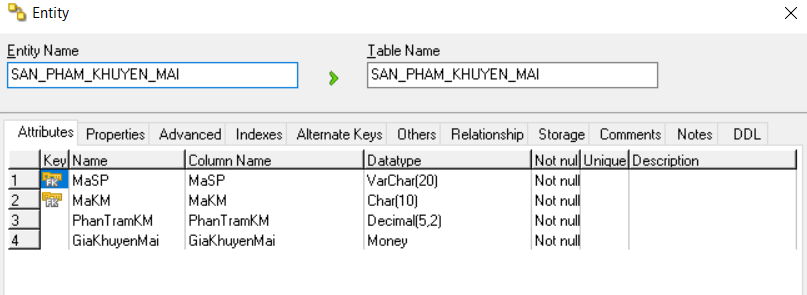 Entity
Entity Name
Table Name
SAN_PHAM_KHUYEN_MAI
SAN_PHAM_KHUYEN_MAI
Attributes Properties Advanced Indexes Alternate Keys Others Relationship Storage Comments Notes DDL
Key Name Column Name Datatype Not nul Unique Description
1 FK MaSP MaSP VarChar(20) Not null
2 FK MaKM MaKM Char(10) Not null
3 PhanTramKM PhanTramKM Decimal(5,2) Not null
4 GiaKhuyenMai GiaKhuyenMai Money Not null